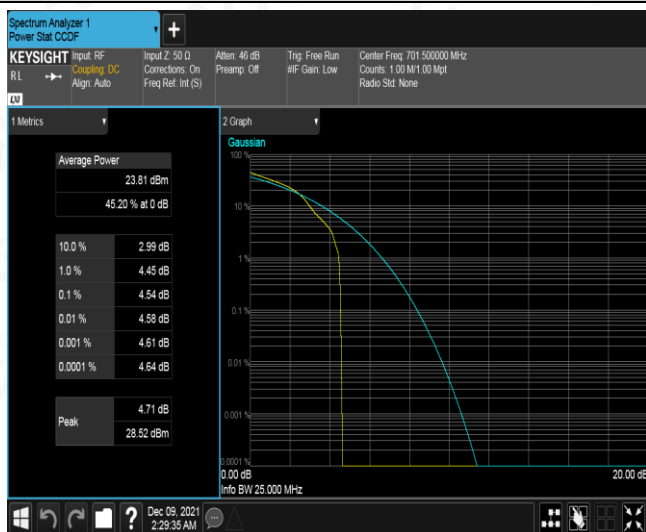 Spectrum Analyzer 1
Power Stat CCDF
+
KEYSIGHT
RL
LXI
Input: RF
Coupling: DC
Align: Auto
Input Z: 50 Ω
Corrections: On
Freq Ref: Int (S)
Atten: 46 dB
Preamp: Off
Trig: Free Run
#IF Gain: Low
Center Freq: 701.500000 MHz
Counts: 1.00 M/1.00 Mpt
Radio Std: None
1 Metrics
Average Power
23.81 dBm
45.20 % at 0 dB
10.0 % 2.99 dB
1.0 % 4.45 dB
0.1 % 4.54 dB
0.01 % 4.58 dB
0.001 % 4.61 dB
0.0001 % 4.64 dB
Peak
4.71 dB
28.52 dBm
2 Graph
Gaussian
100 %
10 %
1 %
0.1 %
0.01 %
0.001 %
0.0001 %
0.00 dB
20.00 dB
Info BW 25.000 MHz
?
Dec 09, 2021
2:29:35 AM